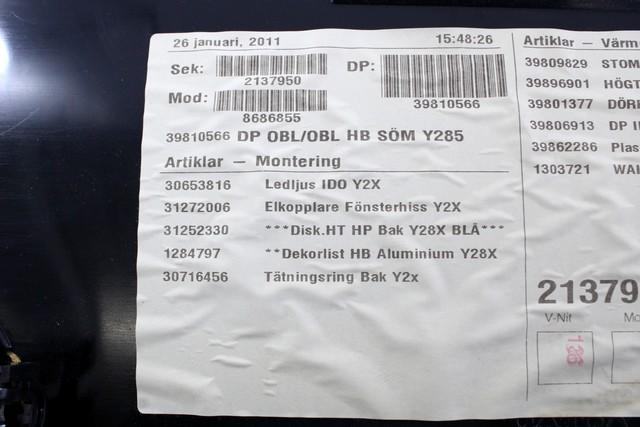 26 januari, 2011 15:48:26
Sek: 2137950
DP: 39810566
Mod: 8686855
39810566 DP OBL/OBL HB SÖM Y285
Artiklar – Montering
30653816 Ledljus IDO Y2X
31272006 Elkopplare Fönsterhiss Y2X
31252330 ***Disk.HT HP Bak Y28X BLÅ***
1284797 **Dekorlist HB Aluminium Y28X
30716456 Tätningsring Bak Y2x
Artiklar – Värm
39809829 STOM
39896901 HÖGT
39801377 DÖR
39806913 DP I
39862286 Plas
1303721 WAI
21379
V-Nit Mo
126